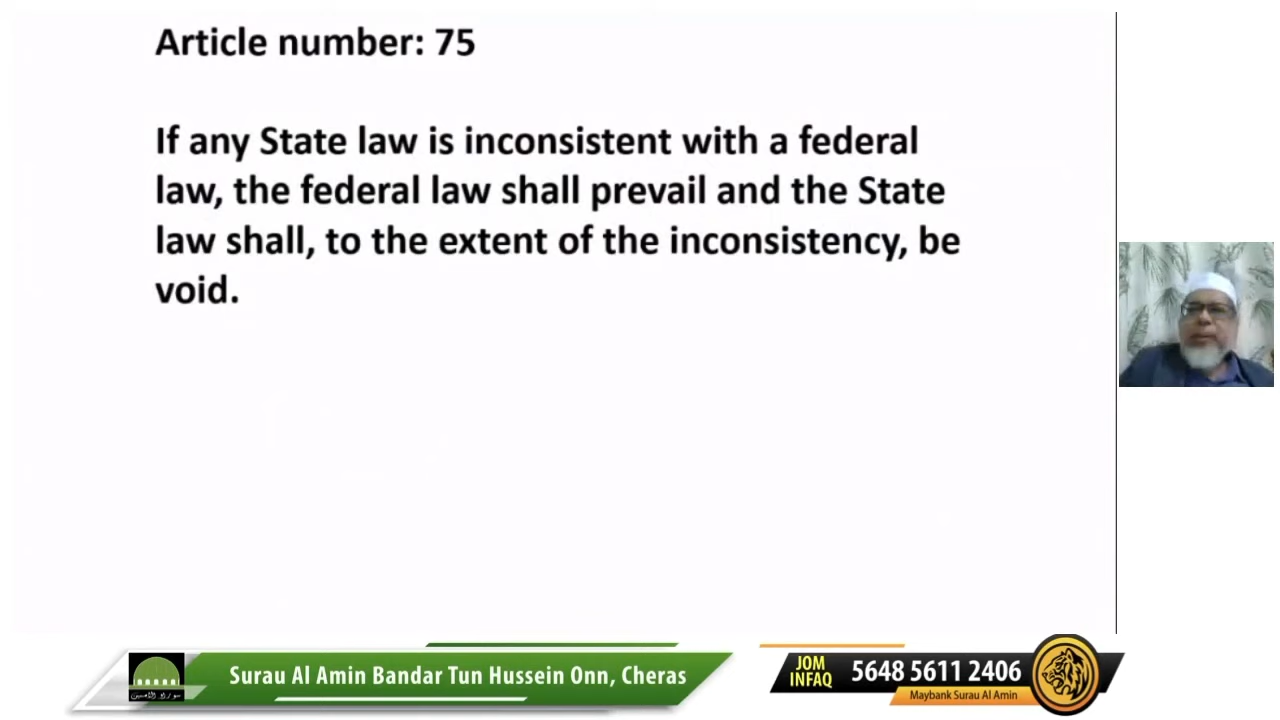 Article number: 75
If any State law is inconsistent with a federal
law, the federal law shall prevail and the State
law shall, to the extent of the inconsistency, be
void.
Surau Al Amin Bandar Tun Hussein Onn, Cheras
JOM
INFAQ
5648 5611 2406
Maybank Surau Al Amin